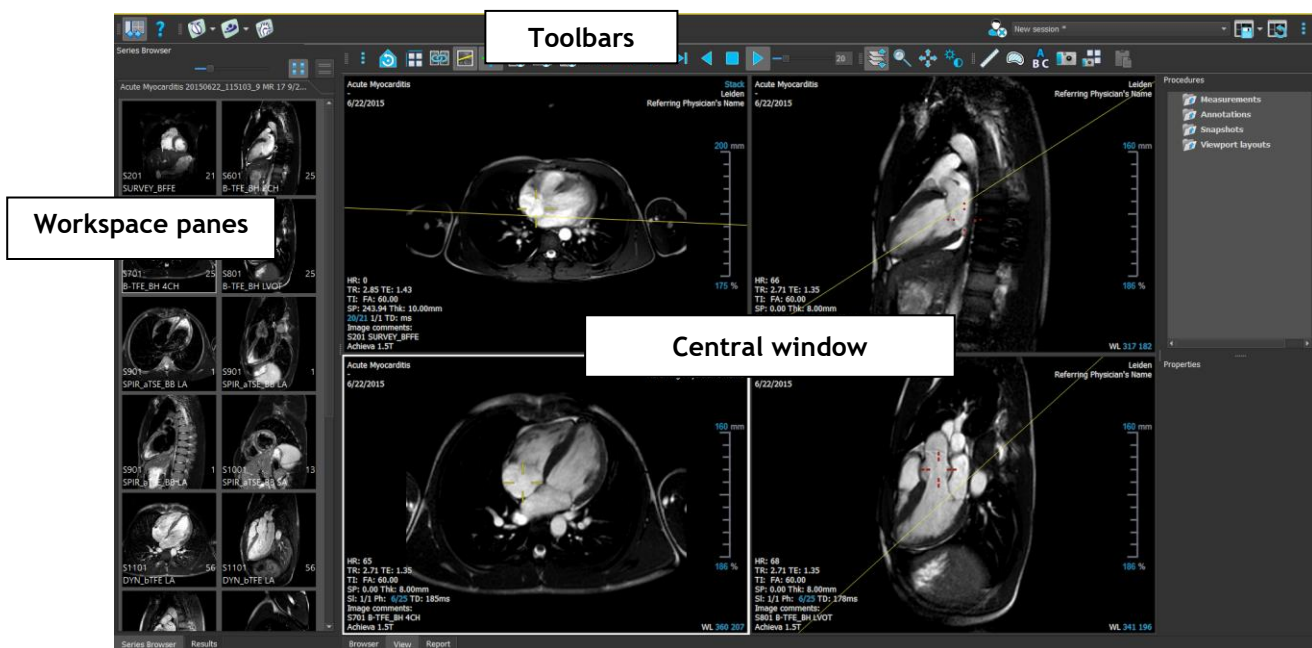 Toolbars
New session *
Series Browser
20
Acute Myocarditis 20150622_115103_9 MR 17 9/2...
S201 21
SURVEY_BFFE
S601 25
Workspace panes
S701 25
B-TFE_BH 4CH
S801 25
B-TFE_BH LVOT
S901 1
SPIR_aTSE_BB LA
S901 1
SPIR_aTSE_BB LA
S901 1
S1001 13
S1101 56
DYN_bTFE LA
S1101 56
DYN_bTFE LA
Series Browser Results
Acute Myocarditis
-
6/22/2015
Stack
Leiden
Referring Physician's Name
200 mm
175 %
HR: 0
TR: 2.85 TE: 1.43
TI: FA: 60.00
SP: 243.94 Thk: 10.00mm
20/21 1/1 TD: ms
Image comments:
S201 SURVEY_BFFE
Achieva 1.5T
Acute Myocarditis
-
6/22/2015
Leiden
Referring Physician's Name
160 mm
186 %
HR: 66
TR: 2.71 TE: 1.35
TI: FA: 60.00
SP: 0.00 Thk: 8.00mm
WL 317 182
Central window
Acute Myocarditis
-
6/22/2015
160 mm
186 %
HR: 65
TR: 2.71 TE: 1.35
TI: FA: 60.00
SP: 0.00 Thk: 8.00mm
Sl: 1/1 Ph: 6/25 TD: 185ms
Image comments:
S701 B-TFE_BH 4CH
Achieva 1.5T
WL 360 207
6/22/2015
Leiden
Referring Physician's Name
160 mm
186 %
HR: 68
TR: 2.71 TE: 1.35
TI: FA: 60.00
SP: 0.00 Thk: 8.00mm
Sl: 1/1 Ph: 6/25 TD: 178ms
Image comments:
S801 B-TFE_BH LVOT
Achieva 1.5T
WL 341 196
Browser View Report
A
B C
Procedures
Measurements
Annotations
Snapshots
Viewport layouts
Properties